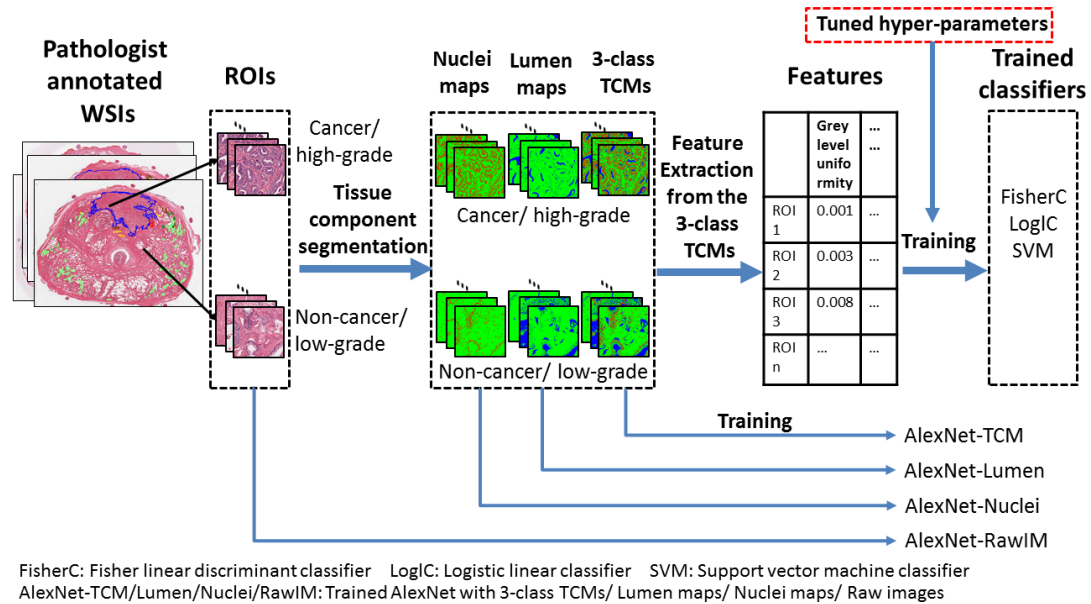 Tuned hyper-parameters
Pathologist
annotated
WSIs
ROIs
Nuclei
maps
Lumen
maps
3-class
TCMs
Features
Trained
classifiers
Cancer/
high-grade
Non-cancer/
low-grade
Tissue
component
segmentation
Cancer/ high-grade
Non-cancer/ low-grade
Feature
Extraction
from the
3-class
TCMs
Grey
level
unifo
rmity
...
...
ROI
1
0.001
...
ROI
2
0.003
...
ROI
3
0.008
...
ROI
n
...
...
Training
FisherC
LoglC
SVM
Training
AlexNet-TCM
AlexNet-Lumen
AlexNet-Nuclei
AlexNet-RawIM
FisherC: Fisher linear discriminant classifier LoglC: Logistic linear classifier SVM: Support vector machine classifier
AlexNet-TCM/Lumen/Nuclei/RawIM: Trained AlexNet with 3-class TCMs/ Lumen maps/ Nuclei maps/ Raw images